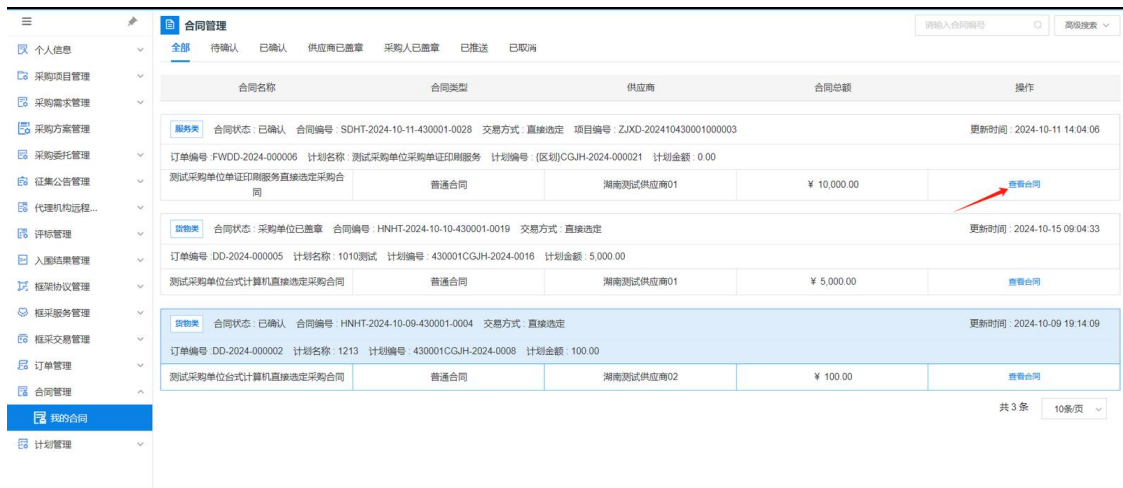 合同管理
请输入合同编号
高级搜索
全部 待确认 已确认 供应商已盖章 采购人已盖章 已推送 已取消
个人信息
采购项目管理
采购需求管理
采购方案管理
采购委托管理
征集公告管理
代理机构远程...
评标管理
入围结果管理
框架协议管理
框采服务管理
框采交易管理
订单管理
合同管理
我的合同
计划管理
合同名称 合同类型 供应商 合同总额 操作
服务类 合同状态 : 已确认 合同编号 : SDHT-2024-10-11-430001-0028 交易方式 : 直接选定 项目编号 : ZJXD-202410430001000003 更新时间 : 2024-10-11 14:04:06
订单编号 :FWDD-2024-000006 计划名称 : 测试采购单位采购单证印刷服务 计划编号 : (区划)CGJH-2024-000021 计划金额 : 0.00
测试采购单位单证印刷服务直接选定采购合
同
普通合同 湖南测试供应商01 ¥ 10,000.00 查看合同
货物类 合同状态 : 采购单位已盖章 合同编号 : HNHT-2024-10-10-430001-0019 交易方式 : 直接选定 更新时间 : 2024-10-15 09:04:33
订单编号 :DD-2024-000005 计划名称 : 1010测试 计划编号 : 430001CGJH-2024-0016 计划金额 : 5,000.00
测试采购单位台式计算机直接选定采购合同 普通合同 湖南测试供应商01 ¥ 5,000.00 查看合同
货物类 合同状态 : 已确认 合同编号 : HNHT-2024-10-09-430001-0004 交易方式 : 直接选定 更新时间 : 2024-10-09 19:14:09
订单编号 :DD-2024-000002 计划名称 : 1213 计划编号 : 430001CGJH-2024-0008 计划金额 : 100.00
测试采购单位台式计算机直接选定采购合同 普通合同 湖南测试供应商02 ¥ 100.00 查看合同
共 3 条 10条/页